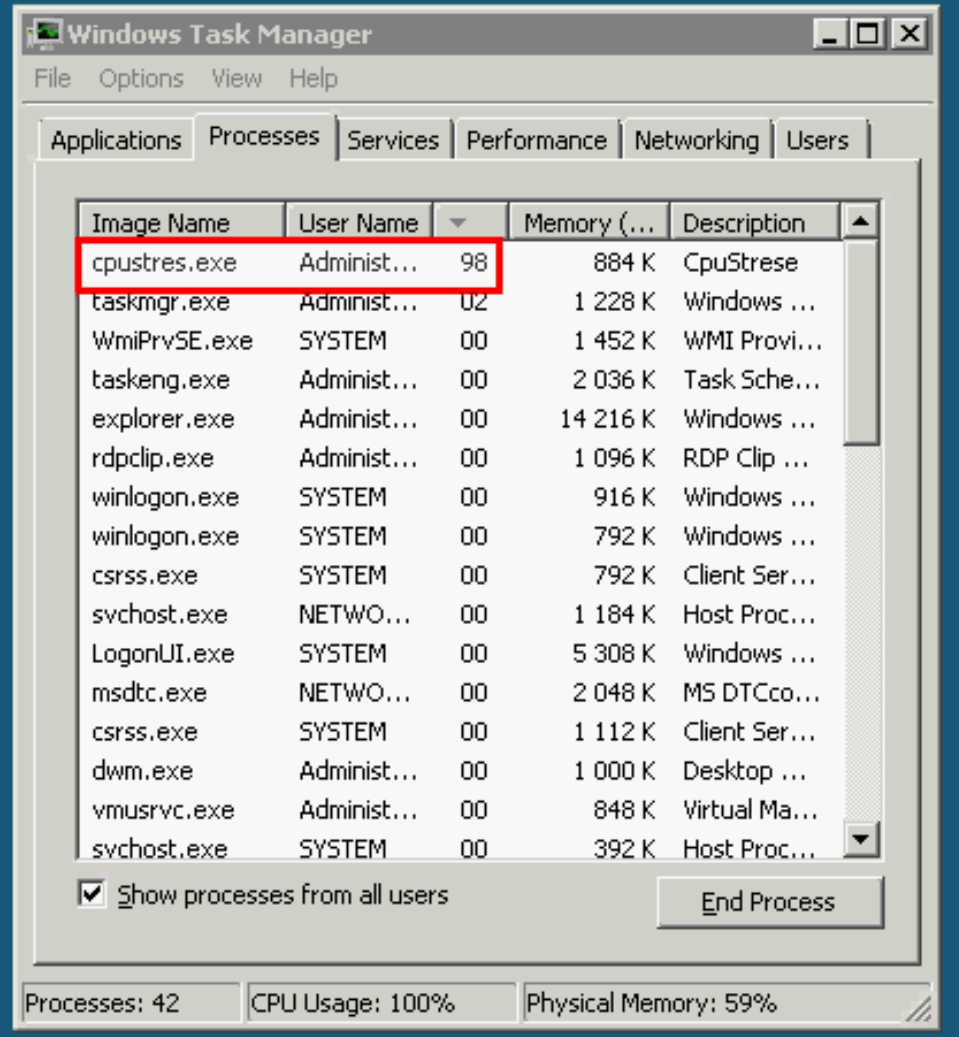 Windows Task Manager
File Options View Help
Applications Processes Services Performance Networking Users
Image Name User Name Memory (... Description
cpustres.exe Administ... 98 884 K CpuStrese
taskmgr.exe Administ... 02 1 228 K Windows ...
WmiPrvSE.exe SYSTEM 00 1 452 K WMI Provi...
taskeng.exe Administ... 00 2 036 K Task Sche...
explorer.exe Administ... 00 14 216 K Windows ...
rdpclip.exe Administ... 00 1 096 K RDP Clip ...
winlogon.exe SYSTEM 00 916 K Windows ...
winlogon.exe SYSTEM 00 792 K Windows ...
csrss.exe SYSTEM 00 792 K Client Ser...
svchost.exe NETWO... 00 1 184 K Host Proc...
LogonUI.exe SYSTEM 00 5 308 K Windows ...
msdtc.exe NETWO... 00 2 048 K MS DTCco...
csrss.exe SYSTEM 00 1 112 K Client Ser...
dwm.exe Administ... 00 1 000 K Desktop ...
vmusrvc.exe Administ... 00 848 K Virtual Ma...
svchost.exe SYSTEM 00 392 K Host Proc...
Show processes from all users End Process
Processes: 42 CPU Usage: 100% Physical Memory: 59%